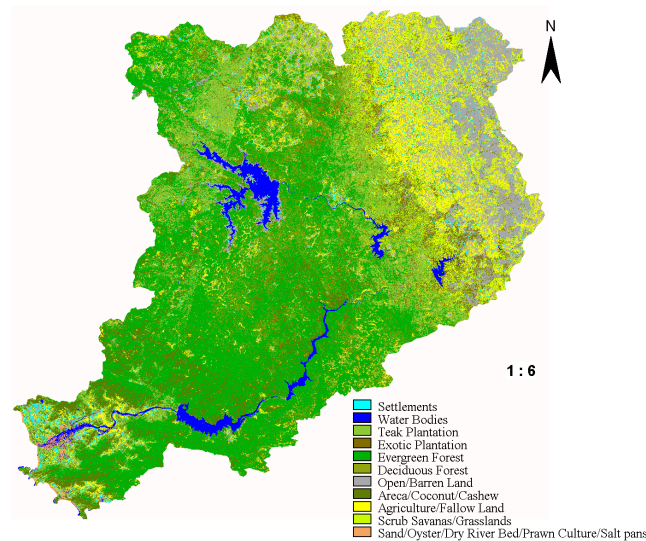 N
1 : 6
Settlements
Water Bodies
Teak Plantation
Exotic Plantation
Evergreen Forest
Deciduous Forest
Open/Barren Land
Areca/Coconut/Cashew
Agriculture/Fallow Land
Scrub Savanas/Grasslands
Sand/Oyster/Dry River Bed/Prawn Culture/Salt pans